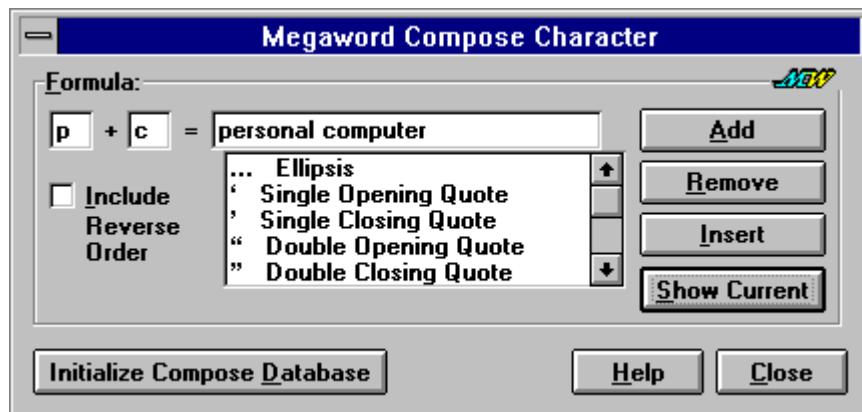 Megaword Compose Character
Formula:
MW
p + c = personal computer
Add
... Ellipsis
‘ Single Opening Quote
Include
Reverse
Order
’ Single Closing Quote
“ Double Opening Quote
” Double Closing Quote
Remove
Insert
Show Current
Initialize Compose Database
Help
Close